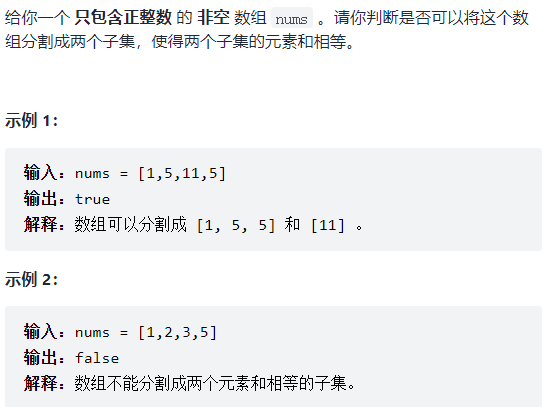 给你一个 只包含正整数 的 非空 数组 nums 。请你判断是否可以将这个数
组分割成两个子集，使得两个子集的元素和相等。
示例 1：
输入：nums = [1,5,11,5]
输出：true
解释：数组可以分割成 [1, 5, 5] 和 [11] 。
示例 2：
输入：nums = [1,2,3,5]
输出：false
解释：数组不能分割成两个元素和相等的子集。